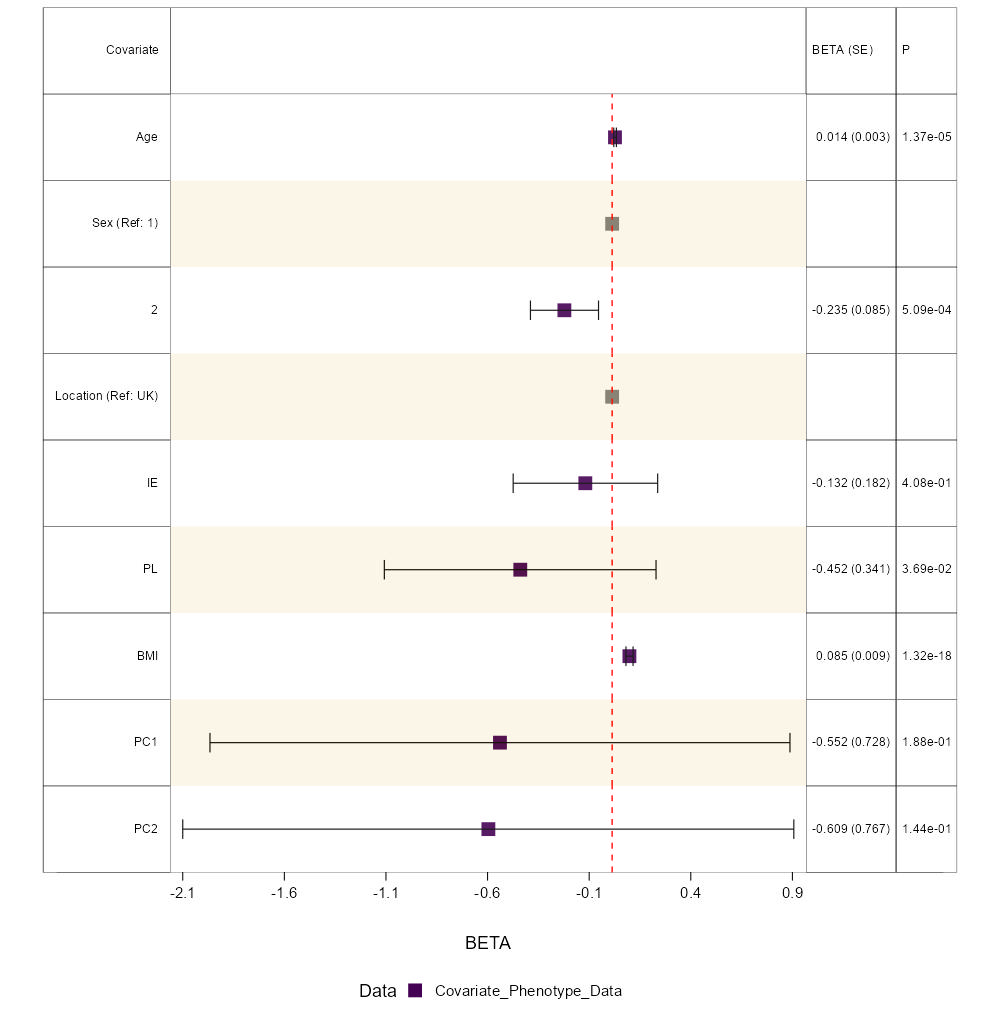 Covariate BETA (SE) P
Age 0.014 (0.003) 1.37e-05
Sex (Ref: 1)
2 -0.235 (0.085) 5.09e-04
Location (Ref: UK)
IE -0.132 (0.182) 4.08e-01
PL -0.452 (0.341) 3.69e-02
BMI 0.085 (0.009) 1.32e-18
PC1 -0.552 (0.728) 1.88e-01
PC2 -0.609 (0.767) 1.44e-01
-2.1 -1.6 -1.1 -0.6 -0.1 0.4 0.9
BETA
Data Covariate_Phenotype_Data